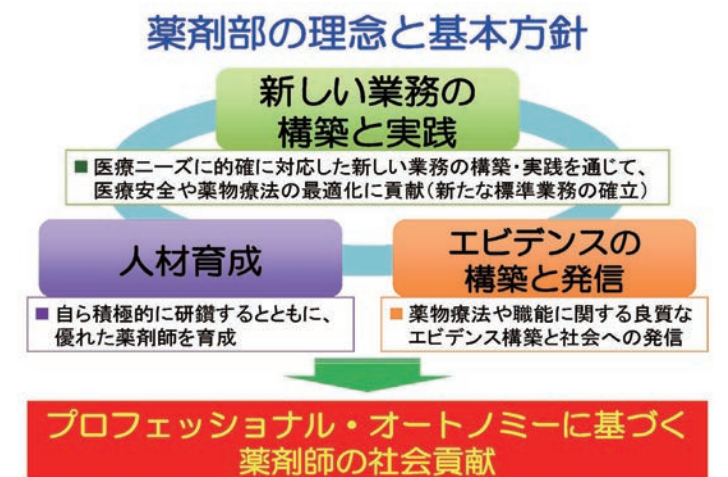 薬剤部の理念と基本方針
新しい業務の
構築と実践
■ 医療ニーズに的確に対応した新しい業務の構築・実践を通じて、
医療安全や薬物療法の最適化に貢献(新たな標準業務の確立)
人材育成
■ 自ら積極的に研鑽するとともに、
優れた薬剤師を育成
エビデンスの
構築と発信
■ 薬物療法や職能に関する良質な
エビデンス構築と社会への発信
プロフェッショナル・オートノミーに基づく
薬剤師の社会貢献